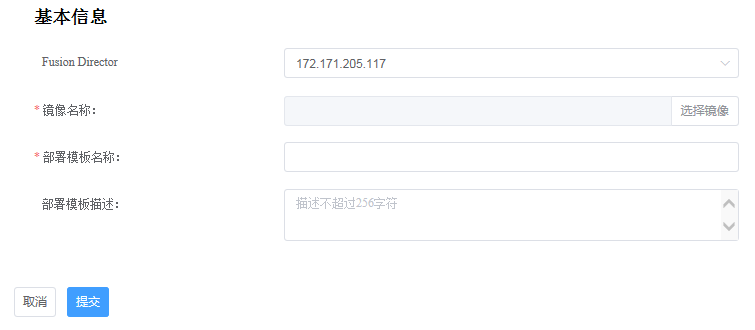 基本信息
Fusion Director
172.171.205.117
*镜像名称：
选择镜像
*部署模板名称：
部署模板描述：
描述不超过256字符
取消
提交